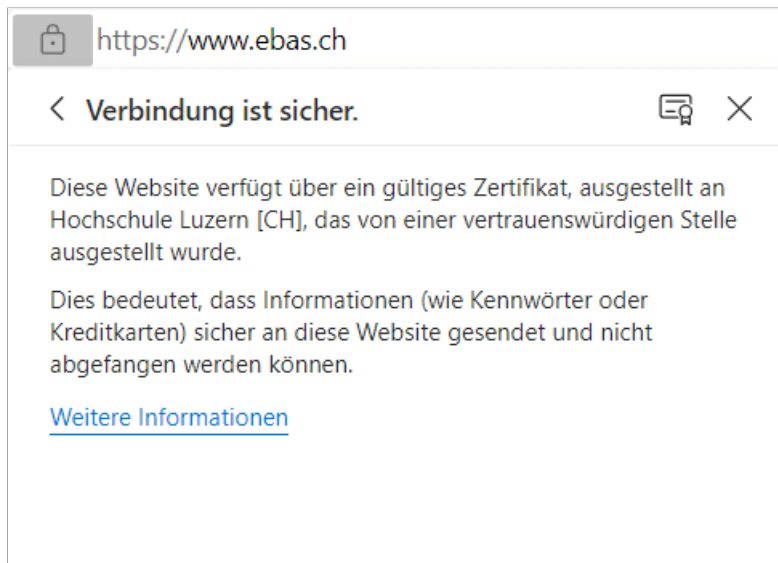 https://www.ebas.ch
Verbindung ist sicher.
Diese Website verfügt über ein gültiges Zertifikat, ausgestellt an
Hochschule Luzern [CH], das von einer vertrauenswürdigen Stelle
ausgestellt wurde.
Dies bedeutet, dass Informationen (wie Kennwörter oder
Kreditkarten) sicher an diese Website gesendet und nicht
abgefangen werden können.
Weitere Informationen